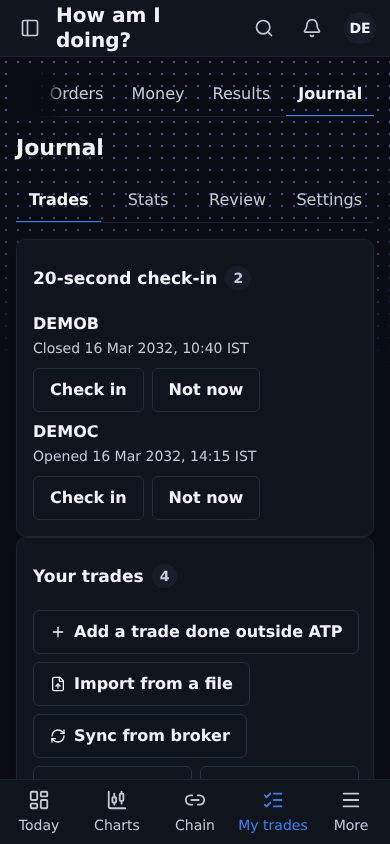 How am I
doing?
DE
Orders Money Results Journal
Journal
Trades Stats Review Settings
20-second check-in 2
DEMOB
Closed 16 Mar 2032, 10:40 IST
Check in Not now
DEMOC
Opened 16 Mar 2032, 14:15 IST
Check in Not now
Your trades 4
+ Add a trade done outside ATP
Import from a file
Sync from broker
Today Charts Chain My trades More